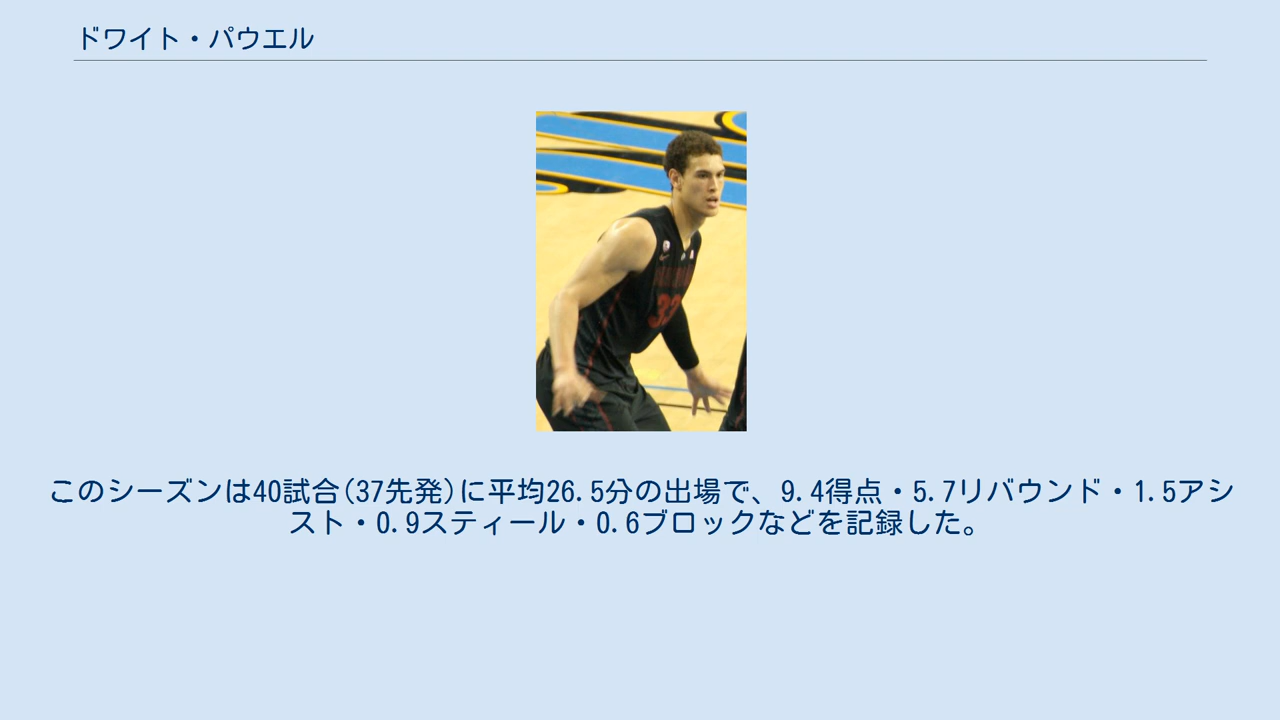 ドワイト・パウエル
33
このシーズンは40試合(37先発)に平均26.5分の出場で、9.4得点・5.7リバウンド・1.5アシ
スト・0.9スティール・0.6ブロックなどを記録した。